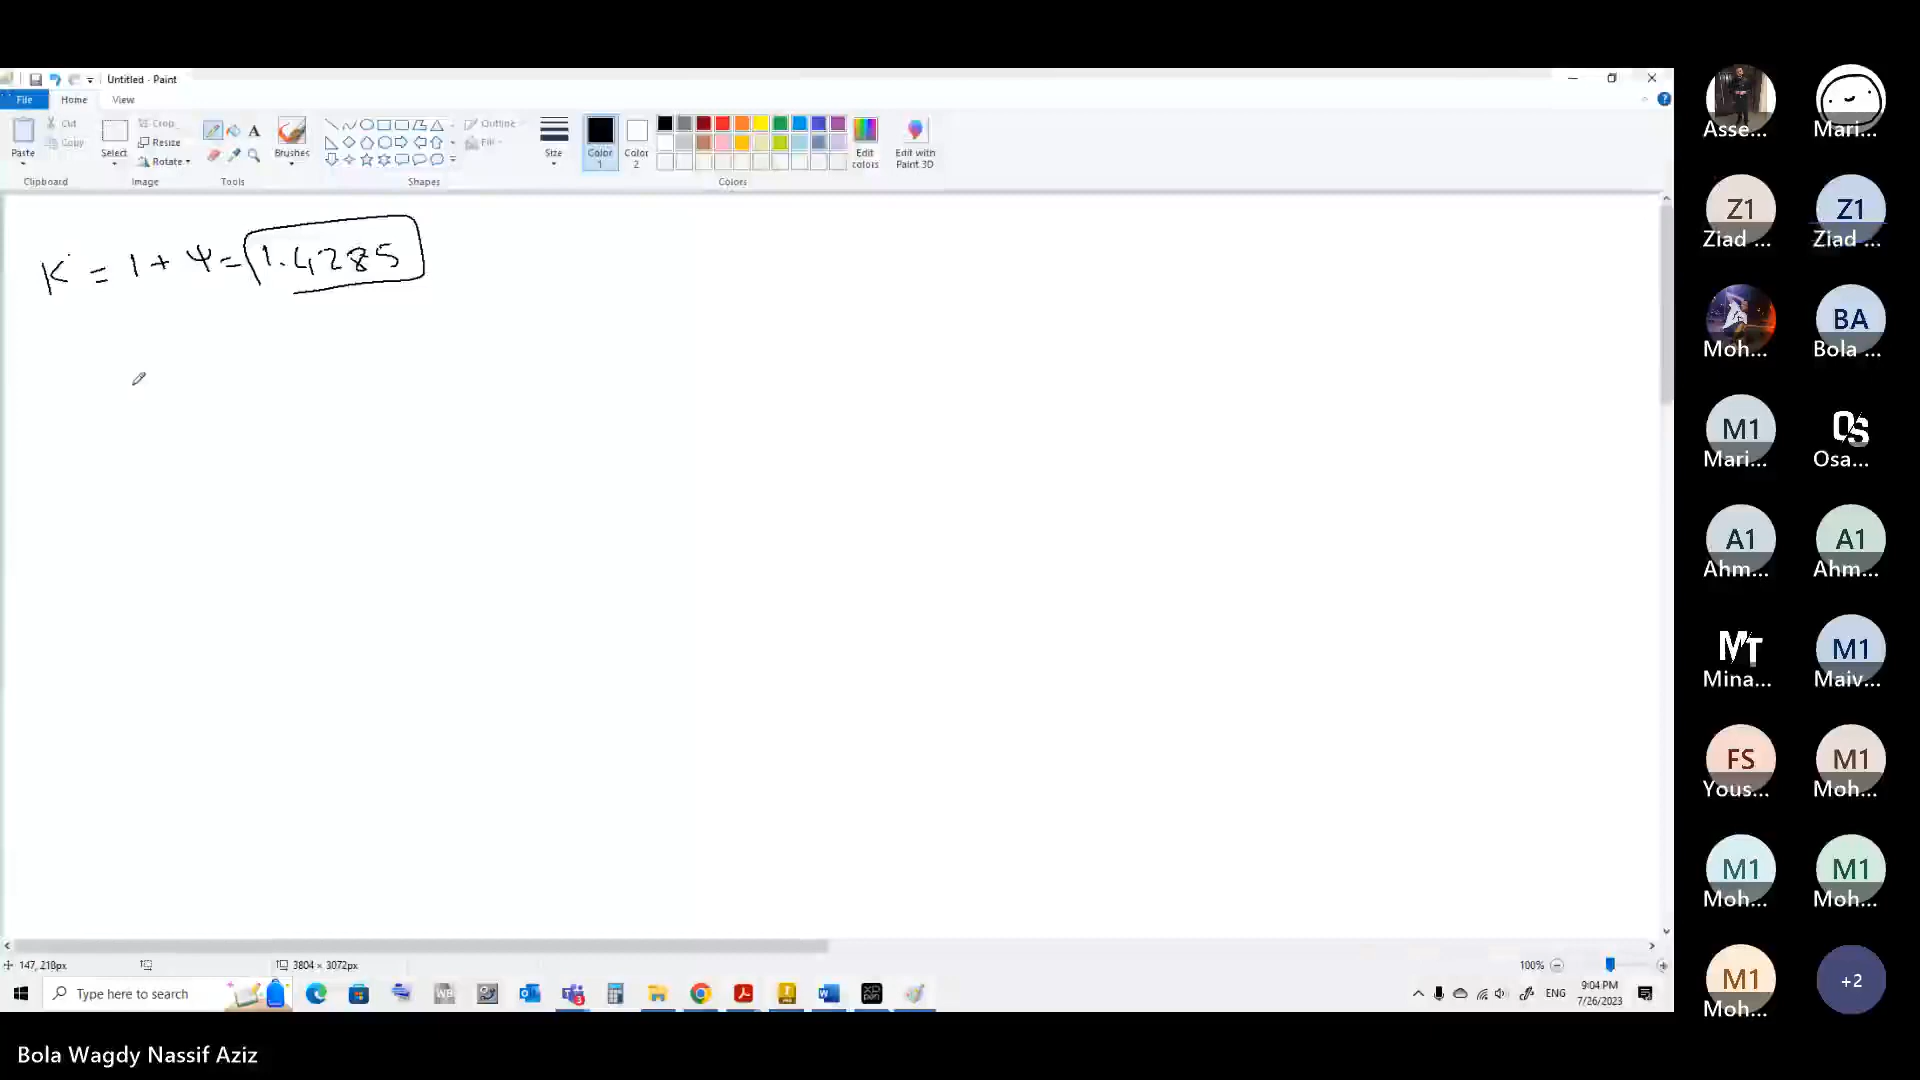 Untitled - Paint
File Home View
Paste
Cut
Copy
Clipboard
Select
Crop
Resize
Rotate
Image
A
Tools
Brushes
Shapes
Outline
Fill
Size
Color 1
Color 2
Edit colors
Edit with Paint 3D
Colors
K = 1 + Ψ = 1.4285
147, 218px
3804 × 3072px
100%
Type here to search
WB
ENG
9:04 PM
7/26/2023
Asse...
Mari...
Z1
Ziad ...
Z1
Ziad ...
Moh...
BA
Bola ...
M1
Mari...
OS
Osa...
A1
Ahm...
A1
Ahm...
MT
Mina...
M1
Maiv...
FS
Yous...
M1
Moh...
M1
Moh...
M1
Moh...
M1
Moh...
+2
Bola Wagdy Nassif Aziz